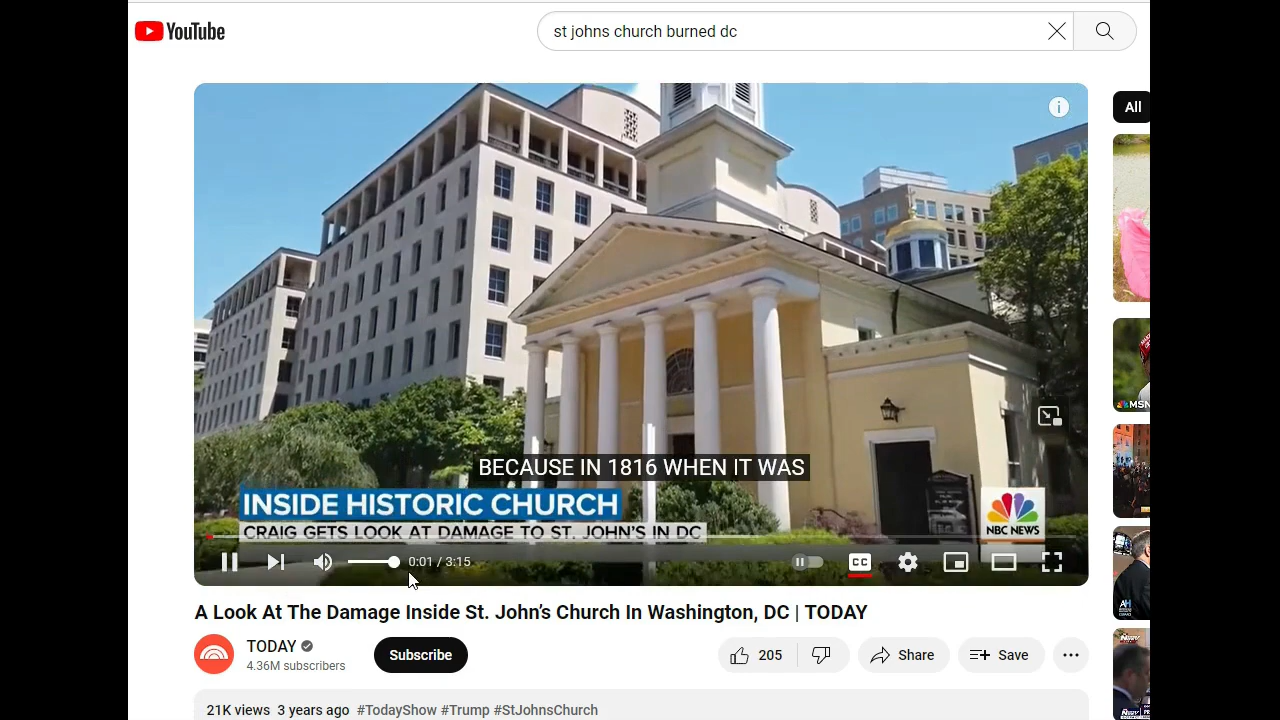 YouTube
st johns church burned dc
All
BECAUSE IN 1816 WHEN IT WAS
INSIDE HISTORIC CHURCH
CRAIG GETS LOOK AT DAMAGE TO ST. JOHN'S IN DC
NBC NEWS
MSN
0:01 / 3:15
CC
A Look At The Damage Inside St. John's Church In Washington, DC | TODAY
TODAY
4.36M subscribers
Subscribe
205
Share
Save
21K views 3 years ago #TodayShow #Trump #StJohnsChurch